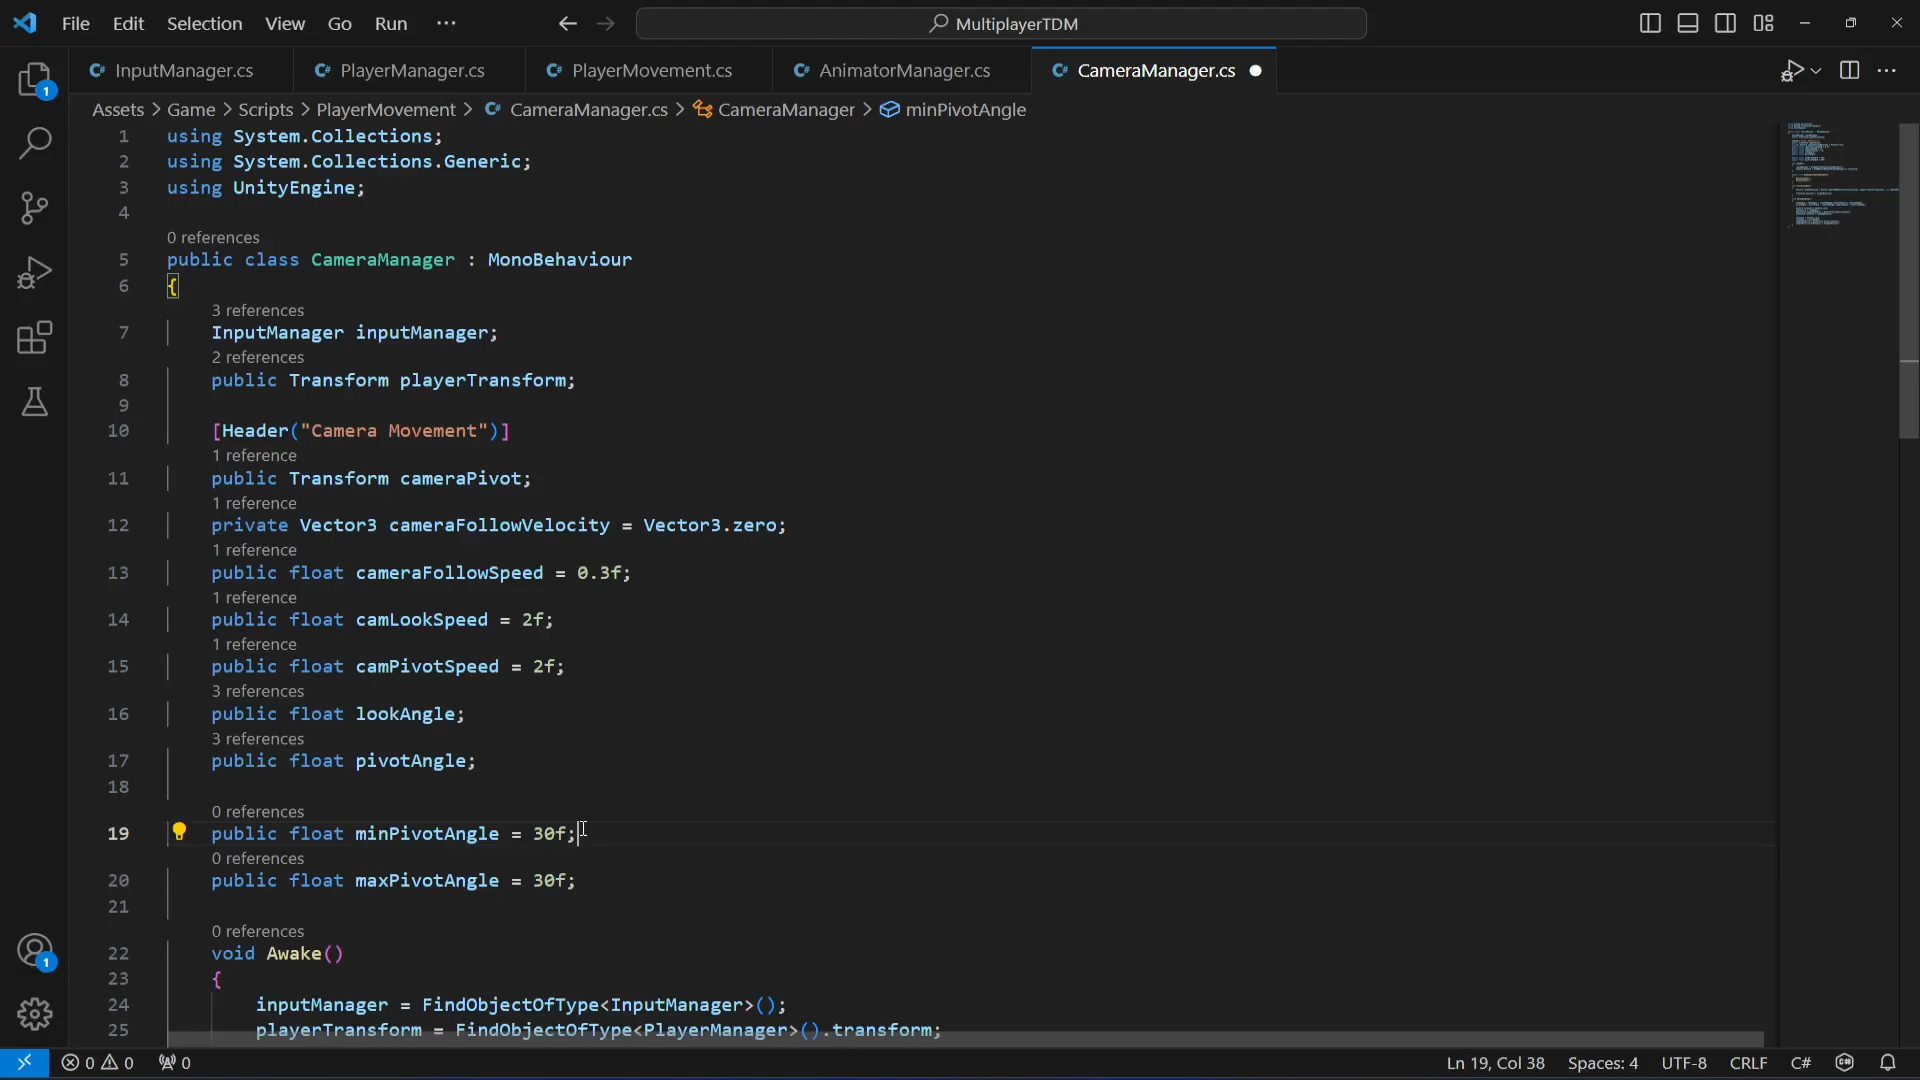 File Edit Selection View Go Run ··· MultiplayerTDM
InputManager.cs PlayerManager.cs PlayerMovement.cs AnimatorManager.cs CameraManager.cs
Assets > Game > Scripts > PlayerMovement > CameraManager.cs > CameraManager > minPivotAngle
1 using System.Collections;
2 using System.Collections.Generic;
3 using UnityEngine;
4
0 references
5 public class CameraManager : MonoBehaviour
6 {
3 references
7 InputManager inputManager;
2 references
8 public Transform playerTransform;
9
10 [Header("Camera Movement")]
1 reference
11 public Transform cameraPivot;
1 reference
12 private Vector3 cameraFollowVelocity = Vector3.zero;
1 reference
13 public float cameraFollowSpeed = 0.3f;
1 reference
14 public float camLookSpeed = 2f;
1 reference
15 public float camPivotSpeed = 2f;
3 references
16 public float lookAngle;
3 references
17 public float pivotAngle;
18
0 references
19 public float minPivotAngle = 30f;
0 references
20 public float maxPivotAngle = 30f;
21
0 references
22 void Awake()
23 {
24 inputManager = FindObjectOfType<InputManager>();
25 playerTransform = FindObjectOfType<PlayerManager>().transform;
1
1
0 0 0 Ln 19, Col 38 Spaces: 4 UTF-8 CRLF C#